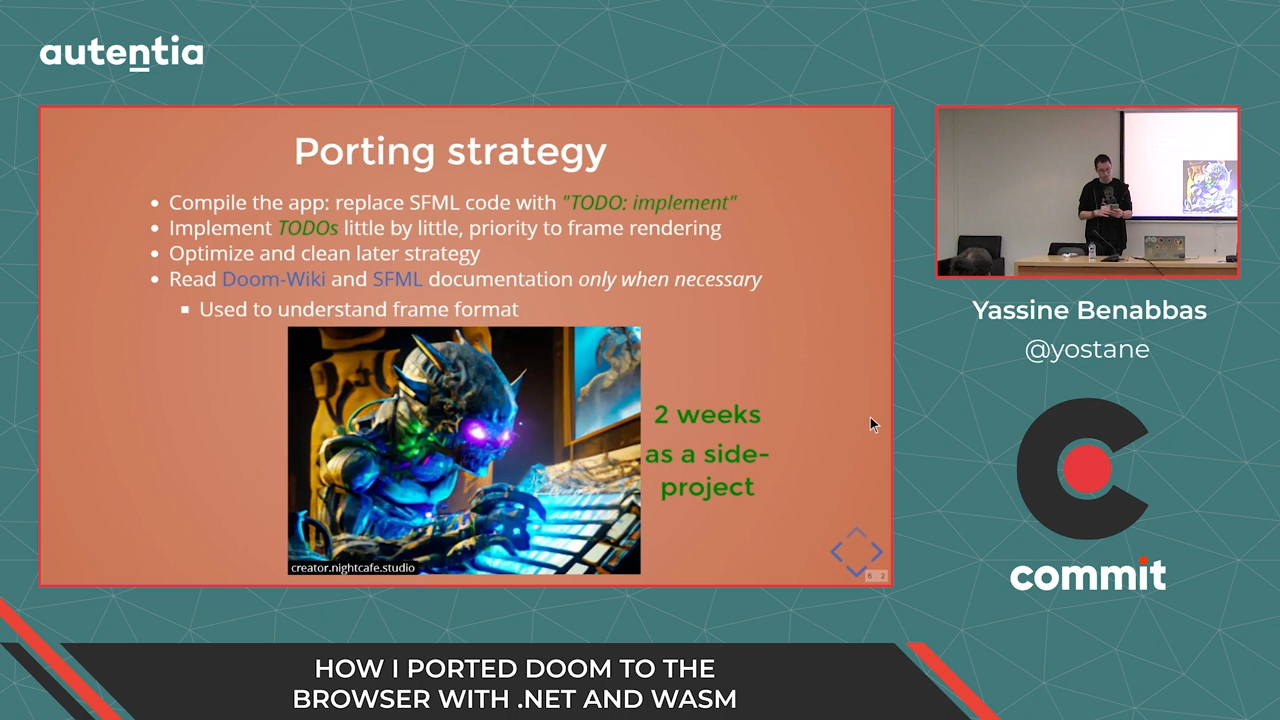 autentia
Porting strategy
Compile the app: replace SFML code with "TODO: implement"
Implement TODOs little by little, priority to frame rendering
Optimize and clean later strategy
Read Doom-Wiki and SFML documentation only when necessary
Used to understand frame format
creator.nightcafe.studio
2 weeks
as a side-
project
6 2
Yassine Benabbas
@yostane
commit
HOW I PORTED DOOM TO THE
BROWSER WITH .NET AND WASM